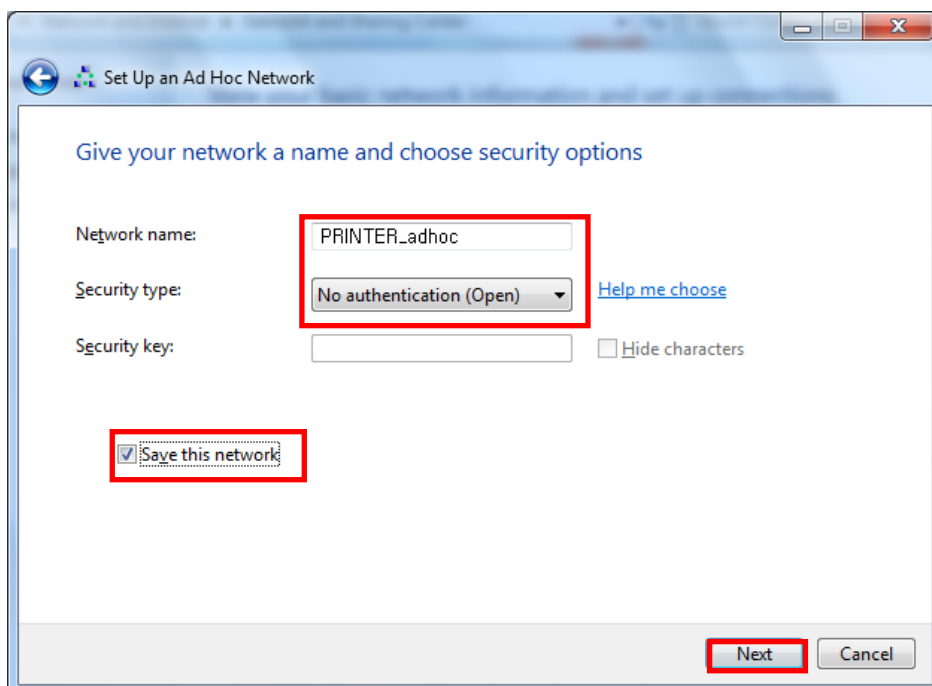 Set Up an Ad Hoc Network
Give your network a name and choose security options
Network name: PRINTER_adhoc
Security type: No authentication (Open) Help me choose
Security key: Hide characters
Save this network
Next Cancel